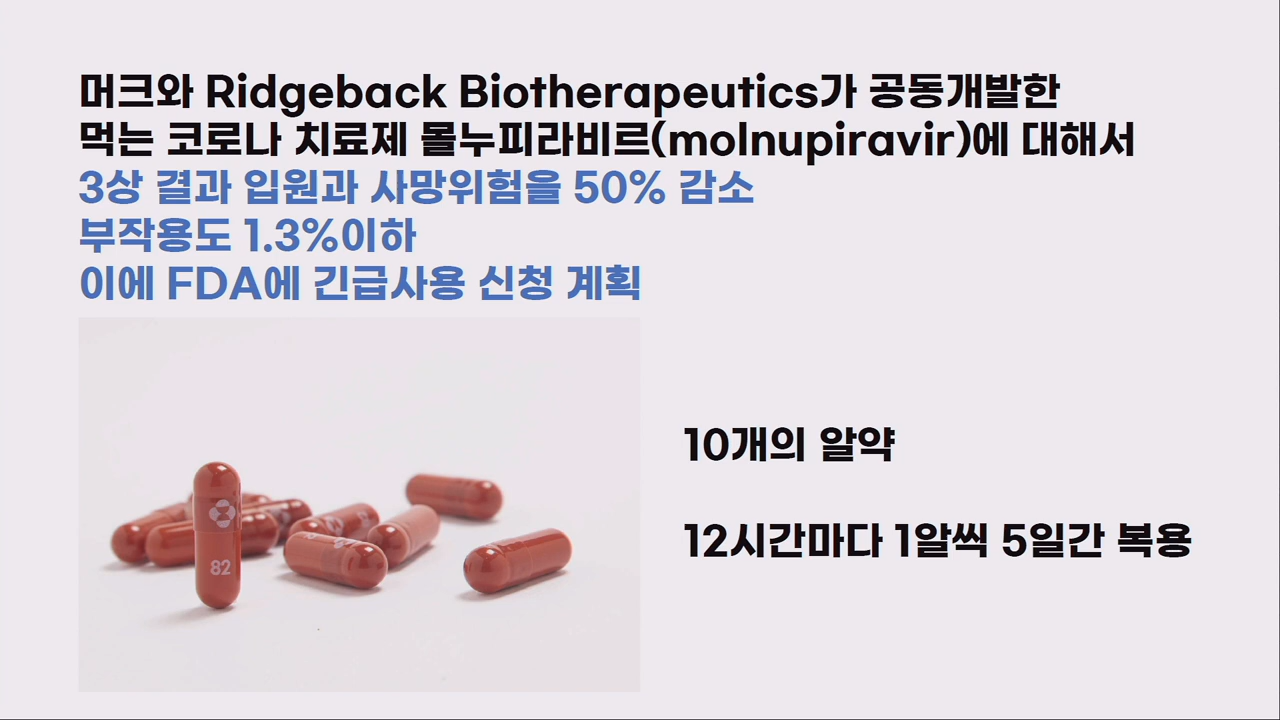 머크와 Ridgeback Biotherapeutics가 공동개발한
먹는 코로나 치료제 몰누피라비르(molnupiravir)에 대해서
3상 결과 입원과 사망위험을 50% 감소
부작용도 1.3%이하
이에 FDA에 긴급사용 신청 계획
10개의 알약
12시간마다 1알씩 5일간 복용
82